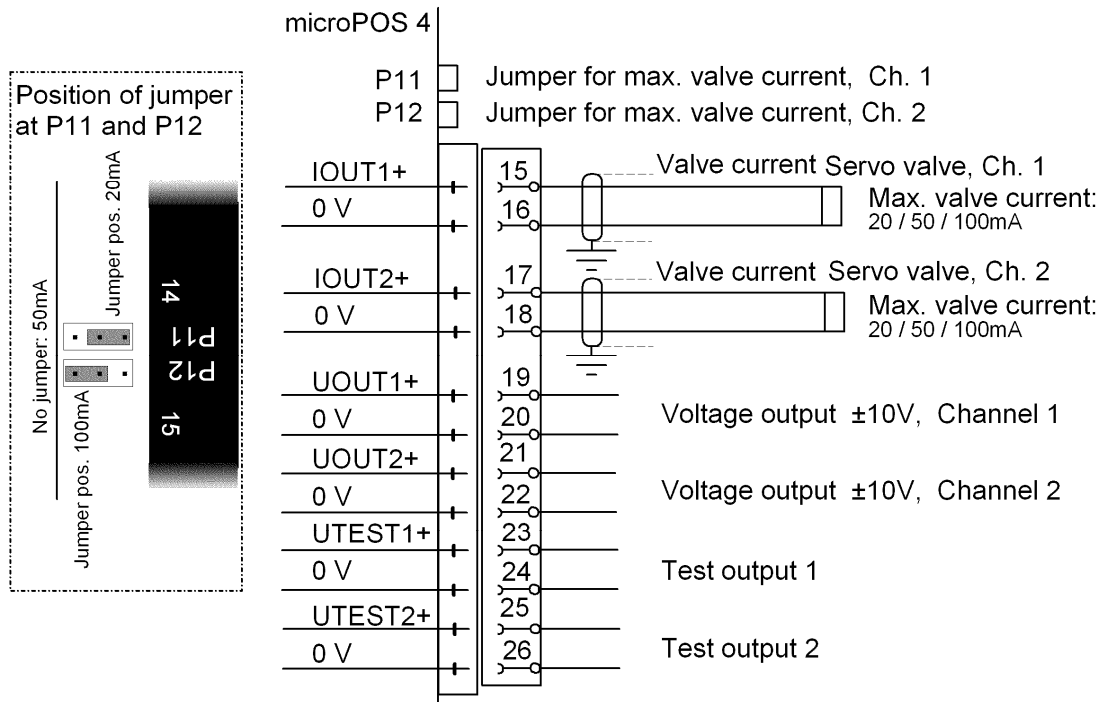 microPOS 4
P11 Jumper for max. valve current, Ch. 1
P12 Jumper for max. valve current, Ch. 2
Position of jumper
at P11 and P12
No jumper: 50mA
Jumper pos. 20mA
Jumper pos. 100mA
14
P11
P12
15
IOUT1+ 15 Valve current Servo valve, Ch. 1
0 V 16 Max. valve current:
20 / 50 / 100mA
IOUT2+ 17 Valve current Servo valve, Ch. 2
0 V 18 Max. valve current:
20 / 50 / 100mA
UOUT1+ 19
0 V 20 Voltage output ±10V, Channel 1
UOUT2+ 21
0 V 22 Voltage output ±10V, Channel 2
UTEST1+ 23
0 V 24 Test output 1
UTEST2+ 25
0 V 26 Test output 2